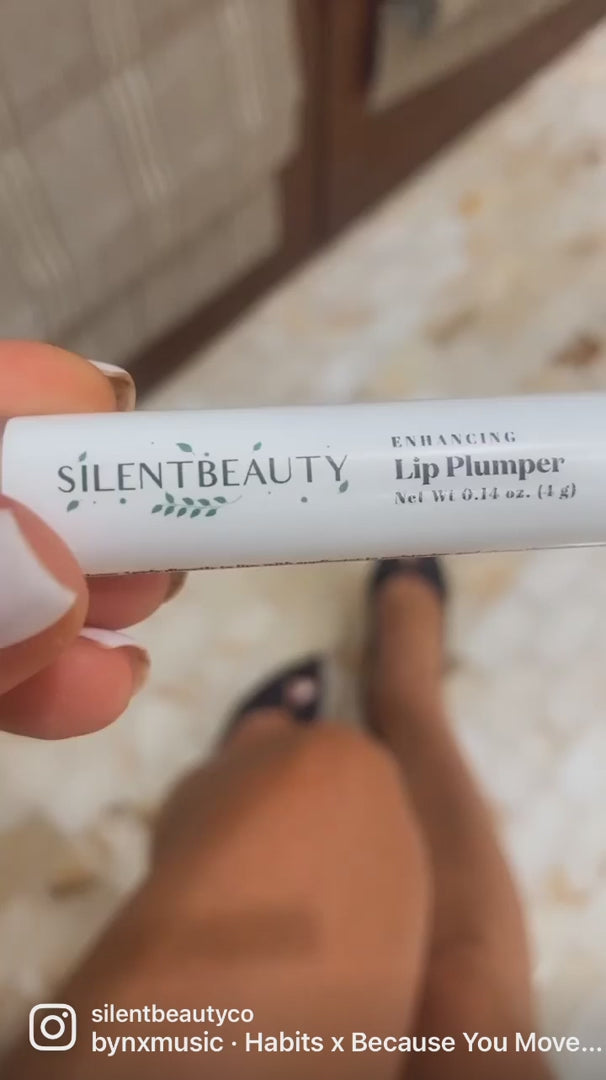 SILENTBEAUTY
ENHANCING
Lip Plumper
Net Wt 0.14 oz. (4 g)
silentbeautyco
bynxmusic · Habits x Because You Move...